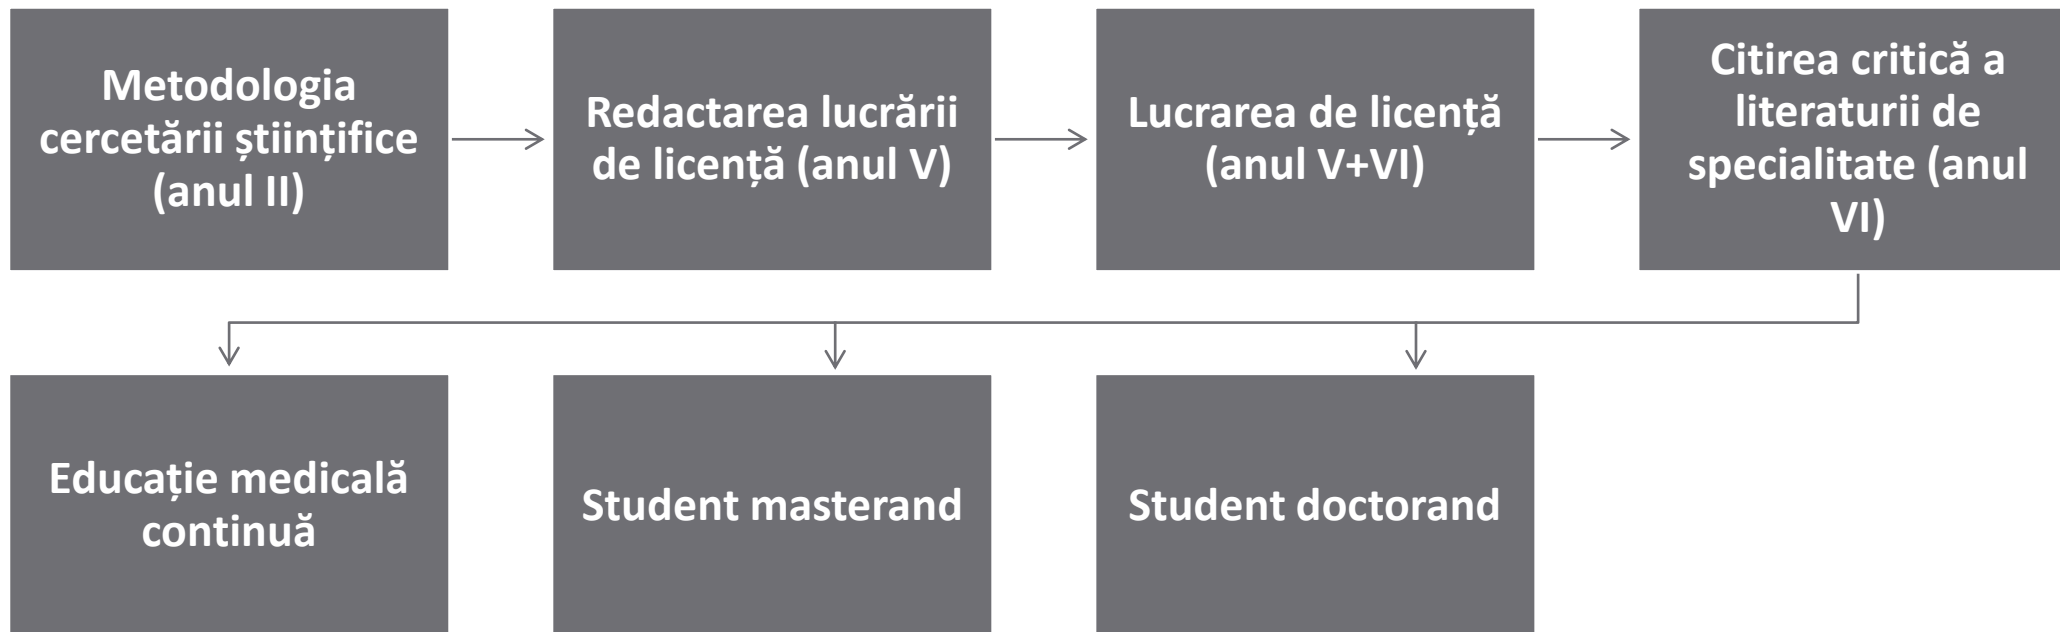 Metodologia
cercetării științifice
(anul II)
Redactarea lucrării
de licență (anul V)
Lucrarea de licență
(anul V+VI)
Citirea critică a
literaturii de
specialitate (anul
VI)
Educație medicală
continuă
Student masterand
Student doctorand